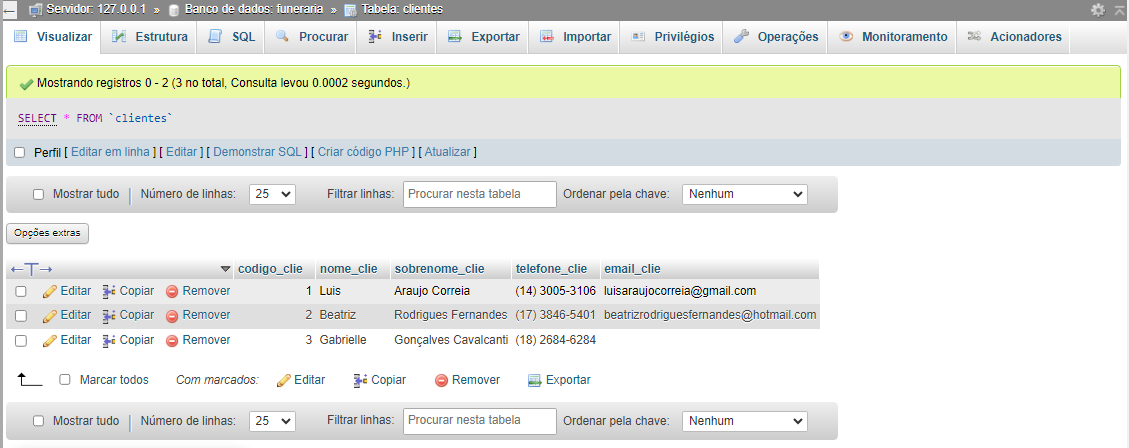 Servidor: 127.0.0.1 » Banco de dados: funeraria » Tabela: clientes
Visualizar Estrutura SQL Procurar Inserir Exportar Importar Privilégios Operações Monitoramento Acionadores
Mostrando registros 0 - 2 (3 no total, Consulta levou 0.0002 segundos.)
SELECT * FROM `clientes`
Perfil [ Editar em linha ] [ Editar ] [ Demonstrar SQL ] [ Criar código PHP ] [ Atualizar ]
Mostrar tudo Número de linhas: 25 Filtrar linhas: Procurar nesta tabela Ordenar pela chave: Nenhum
Opções extras
←T→ codigo_clie nome_clie sobrenome_clie telefone_clie email_clie
Editar Copiar Remover 1 Luis Araujo Correia (14) 3005-3106 luisaraujocorreia@gmail.com
Editar Copiar Remover 2 Beatriz Rodrigues Fernandes (17) 3846-5401 beatrizrodriguesfernandes@hotmail.com
Editar Copiar Remover 3 Gabrielle Gonçalves Cavalcanti (18) 2684-6284
Marcar todos Com marcados: Editar Copiar Remover Exportar
Mostrar tudo Número de linhas: 25 Filtrar linhas: Procurar nesta tabela Ordenar pela chave: Nenhum